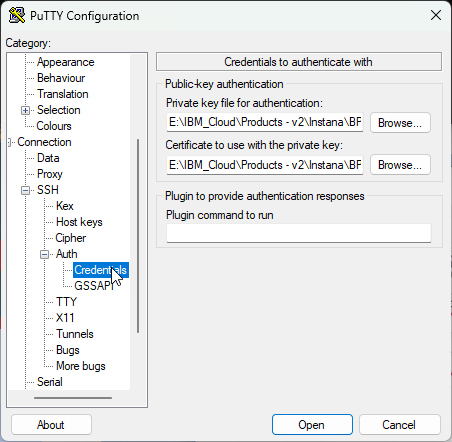 PuTTY Configuration
Category:
Appearance
Behaviour
Translation
Selection
Colours
Connection
Data
Proxy
SSH
Kex
Host keys
Cipher
Auth
Credentials
GSSAPI
TTY
X11
Tunnels
Bugs
More bugs
Serial
Credentials to authenticate with
Public-key authentication
Private key file for authentication:
E:\IBM_Cloud\Products - v2\Instana\BF
Browse...
Certificate to use with the private key:
E:\IBM_Cloud\Products - v2\Instana\BF
Browse...
Plugin to provide authentication responses
Plugin command to run
About
Open
Cancel